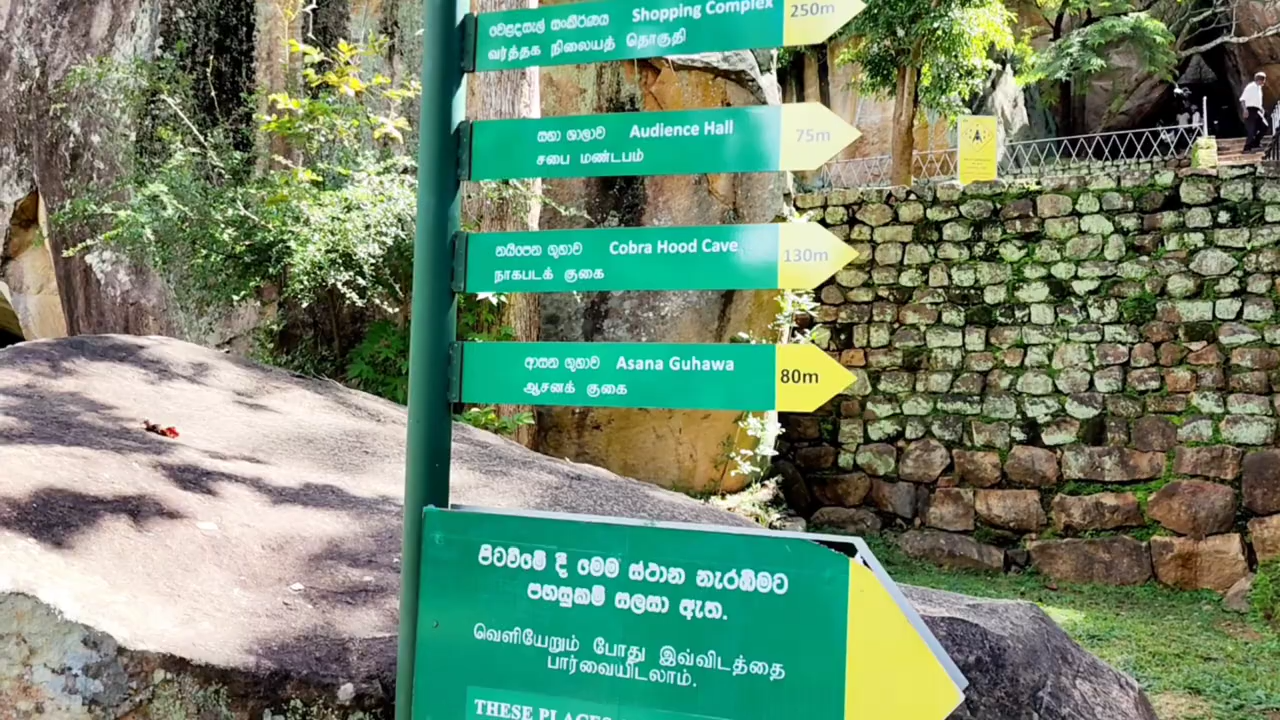 වෙළඳසැල් සංකීර්ණය Shopping Complex 250m
வர்த்தக நிலையத் தொகுதி
සභා ශාලාව Audience Hall 75m
சபை மண்டபம்
නයිපෙන ගුහාව Cobra Hood Cave 130m
நாகபடக் குகை
ආසන ගුහාව Asana Guhawa 80m
ஆசனக் குகை
පිටවීමේ දී මෙම ස්ථාන නැරඹීමට
පහසුකම් සලසා ඇත.
வெளியேறும் போது இவ்விடத்தை
பார்வையிடலாம்.
THESE PLACES